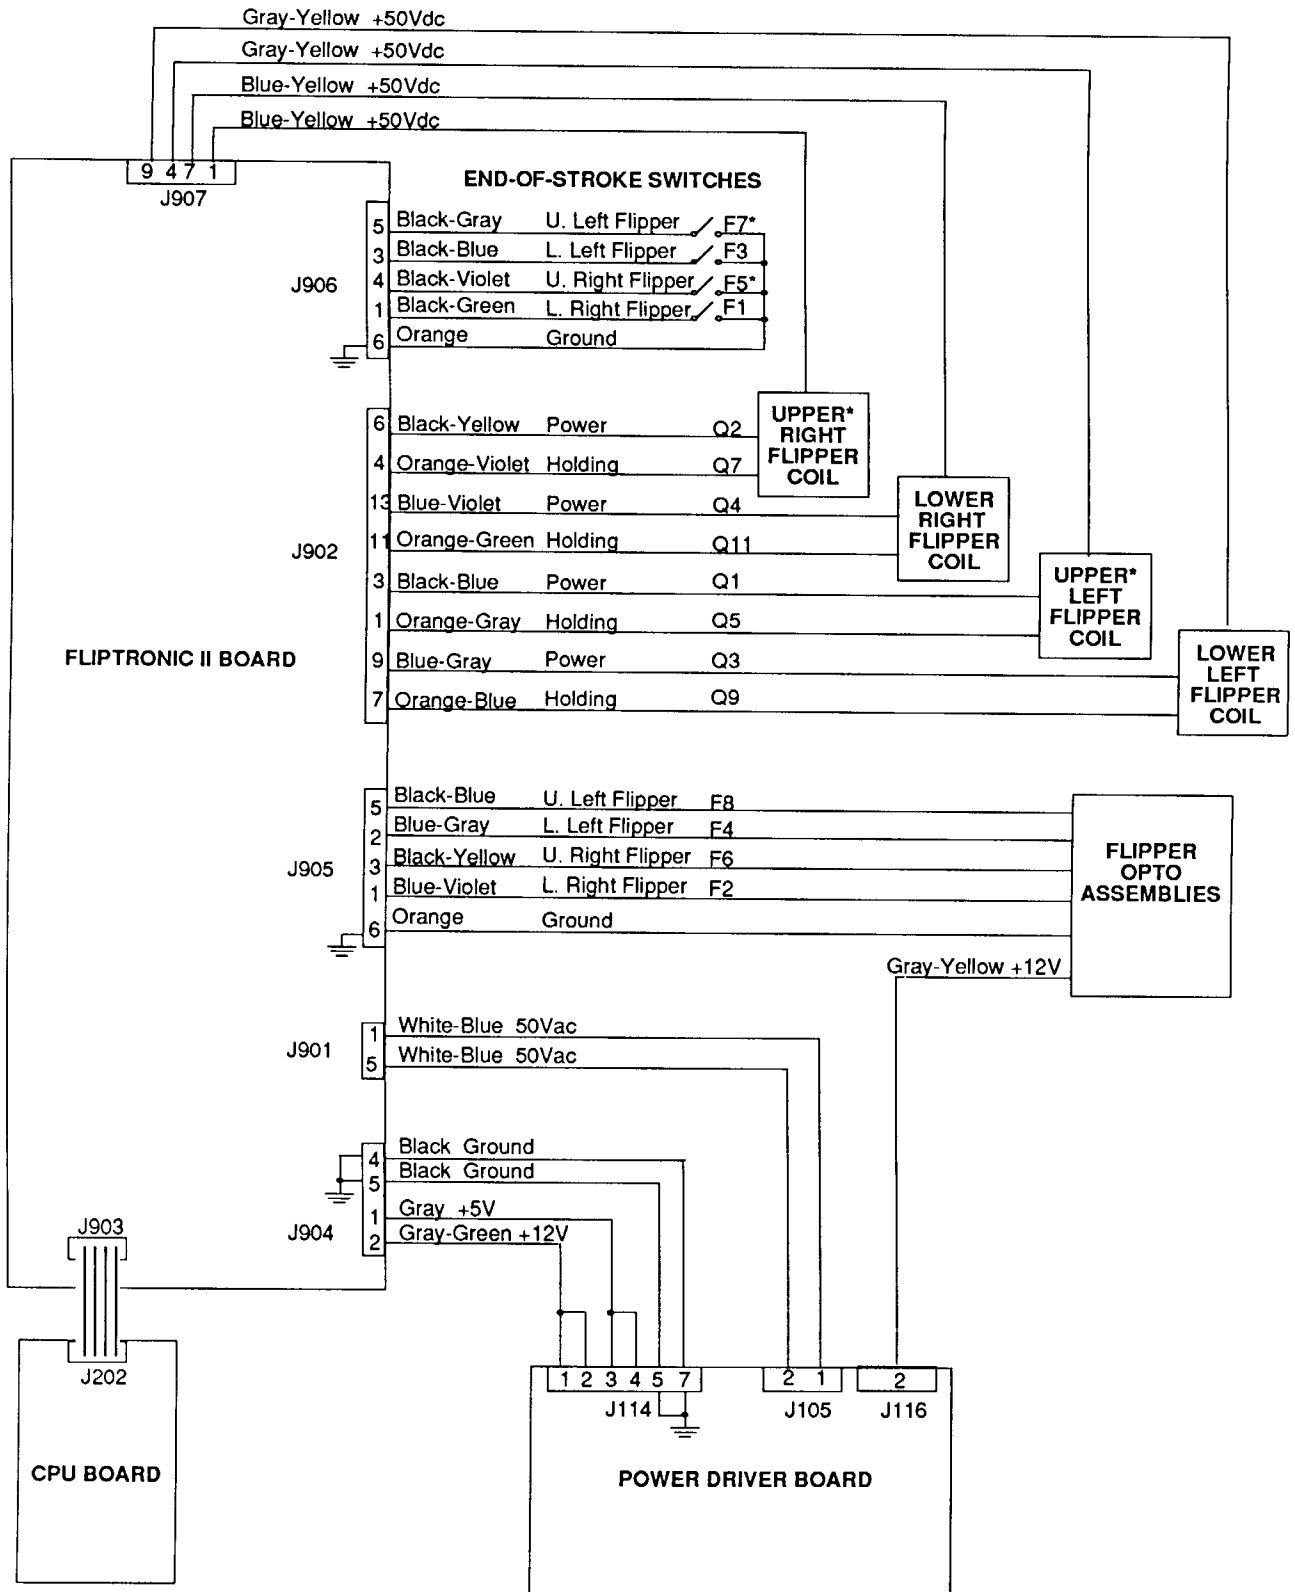 Gray-Yellow +50Vdc
Gray-Yellow +50Vdc
Blue-Yellow +50Vdc
Blue-Yellow +50Vdc
9 4 7 1
J907
END-OF-STROKE SWITCHES
5 Black-Gray U. Left Flipper F7*
3 Black-Blue L. Left Flipper F3
4 Black-Violet U. Right Flipper F5*
1 Black-Green L. Right Flipper F1
6 Orange Ground
J906
6 Black-Yellow Power Q2
4 Orange-Violet Holding Q7
13 Blue-Violet Power Q4
11 Orange-Green Holding Q11
3 Black-Blue Power Q1
1 Orange-Gray Holding Q5
9 Blue-Gray Power Q3
7 Orange-Blue Holding Q9
J902
UPPER*
RIGHT
FLIPPER
COIL
LOWER
RIGHT
FLIPPER
COIL
UPPER*
LEFT
FLIPPER
COIL
LOWER
LEFT
FLIPPER
COIL
FLIPTRONIC II BOARD
5 Black-Blue U. Left Flipper F8
2 Blue-Gray L. Left Flipper F4
3 Black-Yellow U. Right Flipper F6
1 Blue-Violet L. Right Flipper F2
6 Orange Ground
J905
FLIPPER
OPTO
ASSEMBLIES
Gray-Yellow +12V
1 White-Blue 50Vac
5 White-Blue 50Vac
J901
4 Black Ground
5 Black Ground
1 Gray +5V
2 Gray-Green +12V
J904
J903
J202
CPU BOARD
1 2 3 4 5 7
J114
2 1
J105
2
J116
POWER DRIVER BOARD